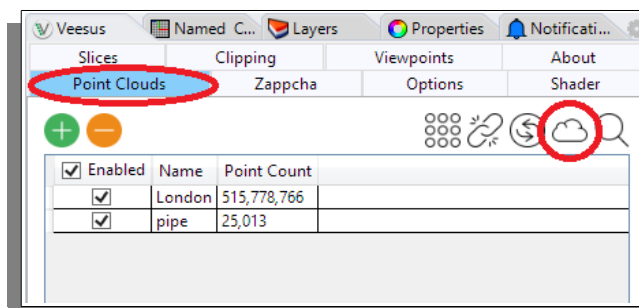 Veesus Named C... Layers Properties Notificati...
Slices Clipping Viewpoints About
Point Clouds Zappcha Options Shader
Enabled Name Point Count
London 515,778,766
pipe 25,013